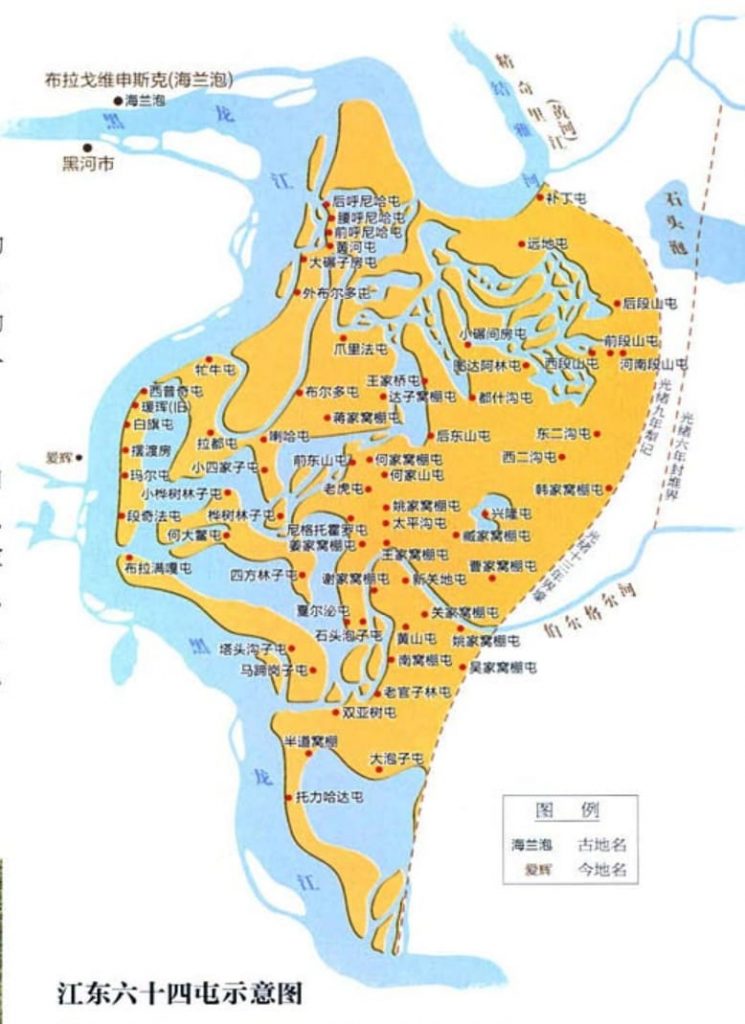 布拉戈维申斯克(海兰泡)
海兰泡
黑龙江
黑河市
精奇里江
(黄河)
结雅河
石头泡
补丁屯
后呼尼哈屯
腰呼尼哈屯
前呼尼哈屯
黄河屯
远地屯
大碾子房屯
外布尔多屯
后段山屯
小碾间房屯
前段山屯
爪里法屯
图达阿林屯
西段山屯
河南段山屯
牤牛屯
王家桥屯
西普奇屯
布尔多屯
达子窝棚屯
都什沟屯
瑷珲(旧)
白旗屯
蒋家窝棚屯
拉都屯
喇哈屯
后东山屯
东二沟屯
摆渡房
爱辉
小四家子屯
前东山屯
何家窝棚屯
西二沟屯
玛尔屯
何家山屯
老虎屯
韩家窝棚屯
小桦树林子屯
姚家窝棚屯
兴隆屯
段奇法屯
桦树林子屯
尼格托霍罗屯
太平沟屯
何大鳖屯
姜家窝棚屯
臧家窝棚屯
王家窝棚屯
布拉满嘎屯
四方林子屯
谢家窝棚屯
新关地屯
曹家窝棚屯
戛尔泌屯
关家窝棚屯
石头泡子屯
黄山屯
姚家窝棚屯
塔头沟子屯
马蹄岗子屯
南窝棚屯
吴家窝棚屯
老官子林屯
双亚树屯
半道窝棚
大泡子屯
托力哈达屯
光绪九年犁记
光绪六年封堆界
光绪十三年
伯尔格尔河
黑龙江
图 例
海兰泡 古地名
爱辉 今地名
江东六十四屯示意图